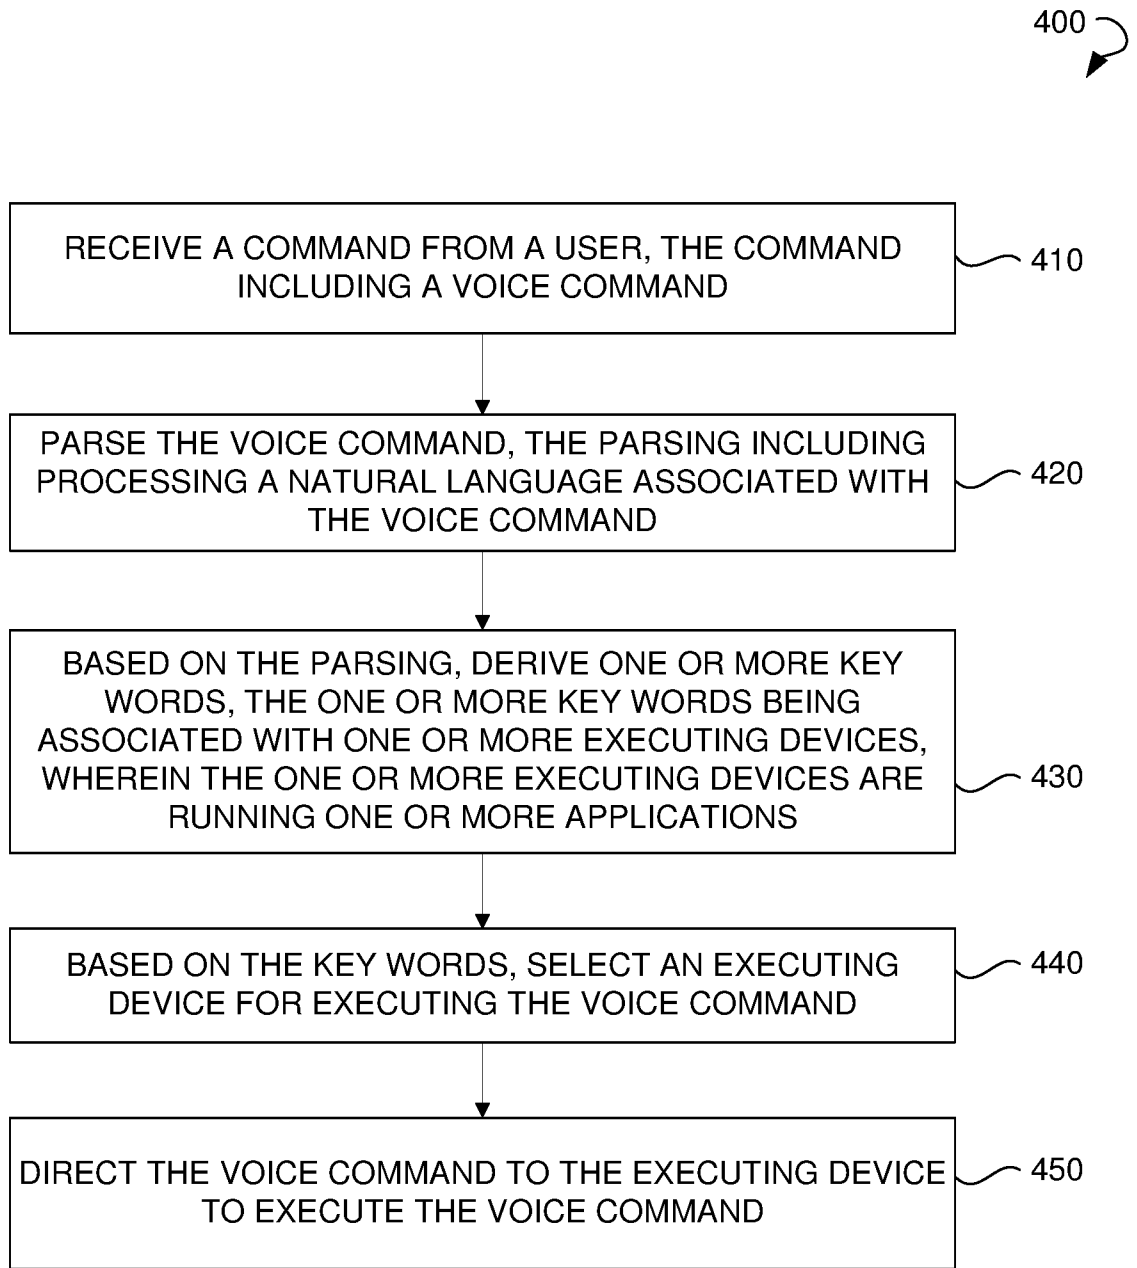 400
RECEIVE A COMMAND FROM A USER, THE COMMAND
INCLUDING A VOICE COMMAND
410
PARSE THE VOICE COMMAND, THE PARSING INCLUDING
PROCESSING A NATURAL LANGUAGE ASSOCIATED WITH
THE VOICE COMMAND
420
BASED ON THE PARSING, DERIVE ONE OR MORE KEY
WORDS, THE ONE OR MORE KEY WORDS BEING
ASSOCIATED WITH ONE OR MORE EXECUTING DEVICES,
WHEREIN THE ONE OR MORE EXECUTING DEVICES ARE
RUNNING ONE OR MORE APPLICATIONS
430
BASED ON THE KEY WORDS, SELECT AN EXECUTING
DEVICE FOR EXECUTING THE VOICE COMMAND
440
DIRECT THE VOICE COMMAND TO THE EXECUTING DEVICE
TO EXECUTE THE VOICE COMMAND
450